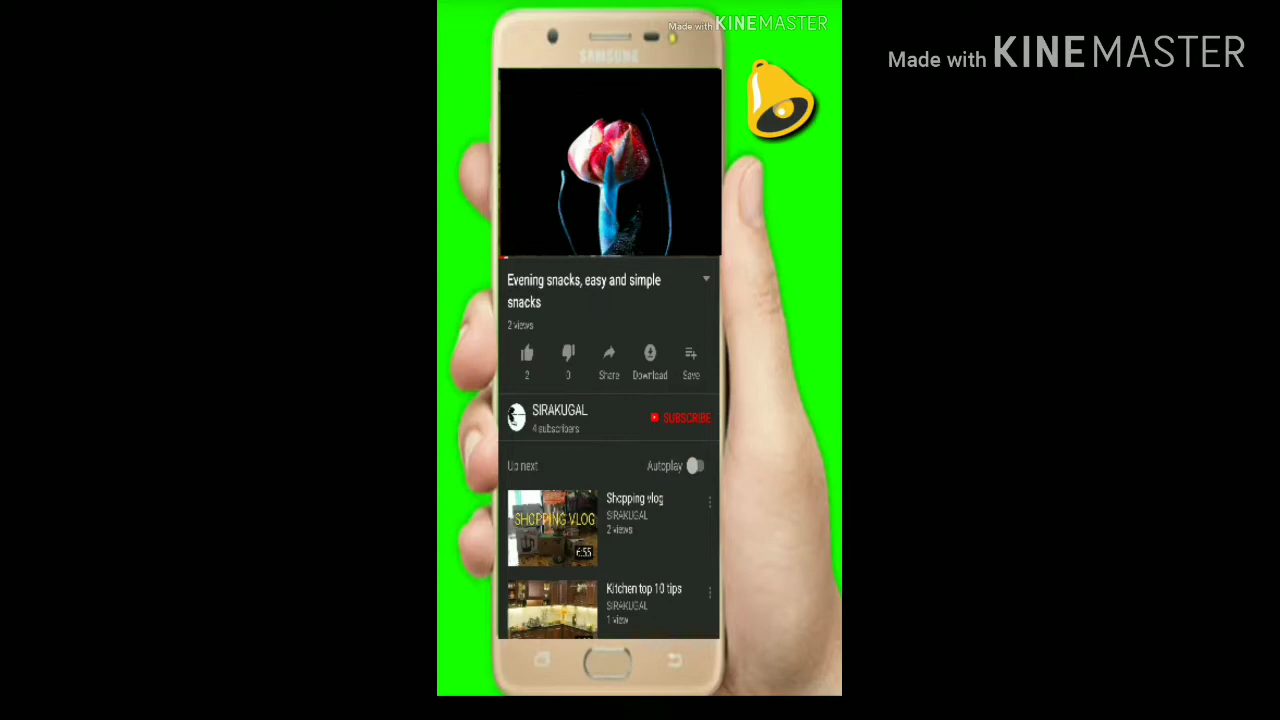 Made with KINEMASTER
Made with KINEMASTER
SAMSUNG
Evening snacks, easy and simple
snacks
2 views
2
0
Share
Download
Save
SIRAKUGAL
SUBSCRIBE
4 subscribers
Up next
Autoplay
SHOPPING VLOG
6:55
Shopping vlog
SIRAKUGAL
2 views
Kitchen top 10 tips
SIRAKUGAL
1 view